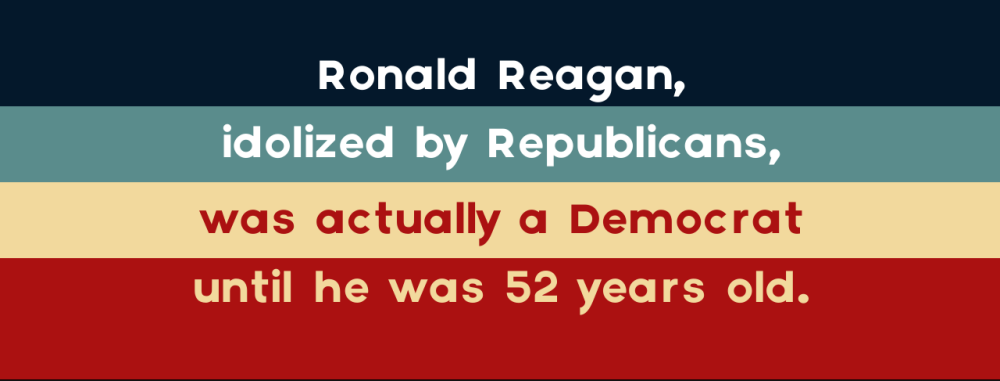 Ronald Reagan,
idolized by Republicans,
was actually a Democrat
until he was 52 years old.